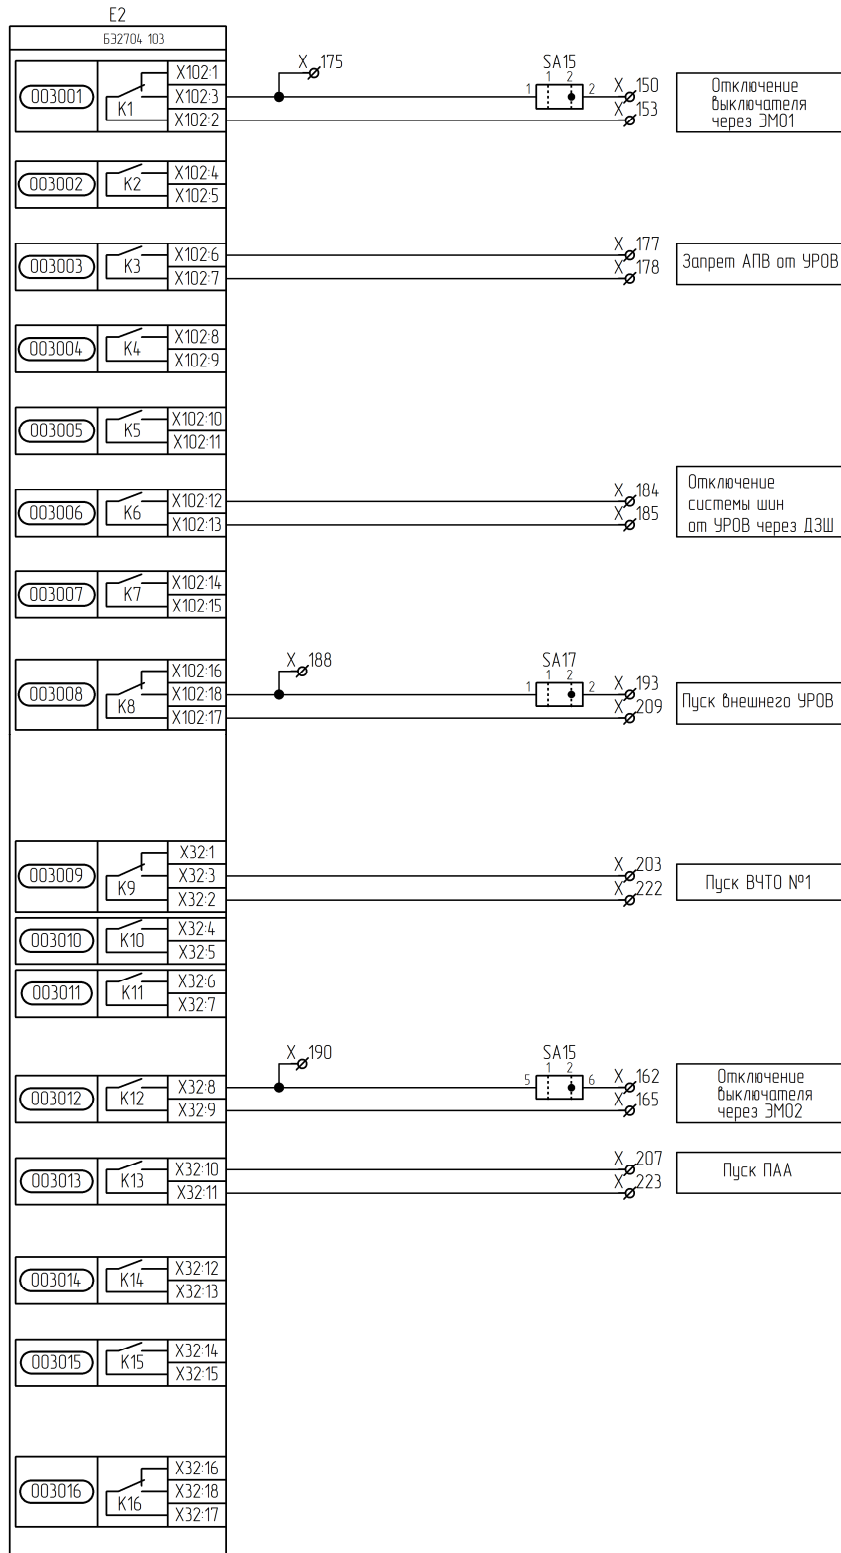 E2
БЭ2704 103
003001
K1
X102:1
X102:3
X102:2
X 175
SA15
1 2
1 2
X 150
X 153
Отключение
выключателя
через ЭМО1
003002
K2
X102:4
X102:5
003003
K3
X102:6
X102:7
X 177
X 178
Запрет АПВ от УРОВ
003004
K4
X102:8
X102:9
003005
K5
X102:10
X102:11
003006
K6
X102:12
X102:13
X 184
X 185
Отключение
системы шин
от УРОВ через ДЗШ
003007
K7
X102:14
X102:15
003008
K8
X102:16
X102:18
X102:17
X 188
SA17
1 2
1 2
X 193
X 209
Пуск внешнего УРОВ
003009
K9
X32:1
X32:3
X32:2
X 203
X 222
Пуск ВЧТО №1
003010
K10
X32:4
X32:5
003011
K11
X32:6
X32:7
003012
K12
X32:8
X32:9
X 190
SA15
1 2
5 6
X 162
X 165
Отключение
выключателя
через ЭМО2
003013
K13
X32:10
X32:11
X 207
X 223
Пуск ПАА
003014
K14
X32:12
X32:13
003015
K15
X32:14
X32:15
003016
K16
X32:16
X32:18
X32:17